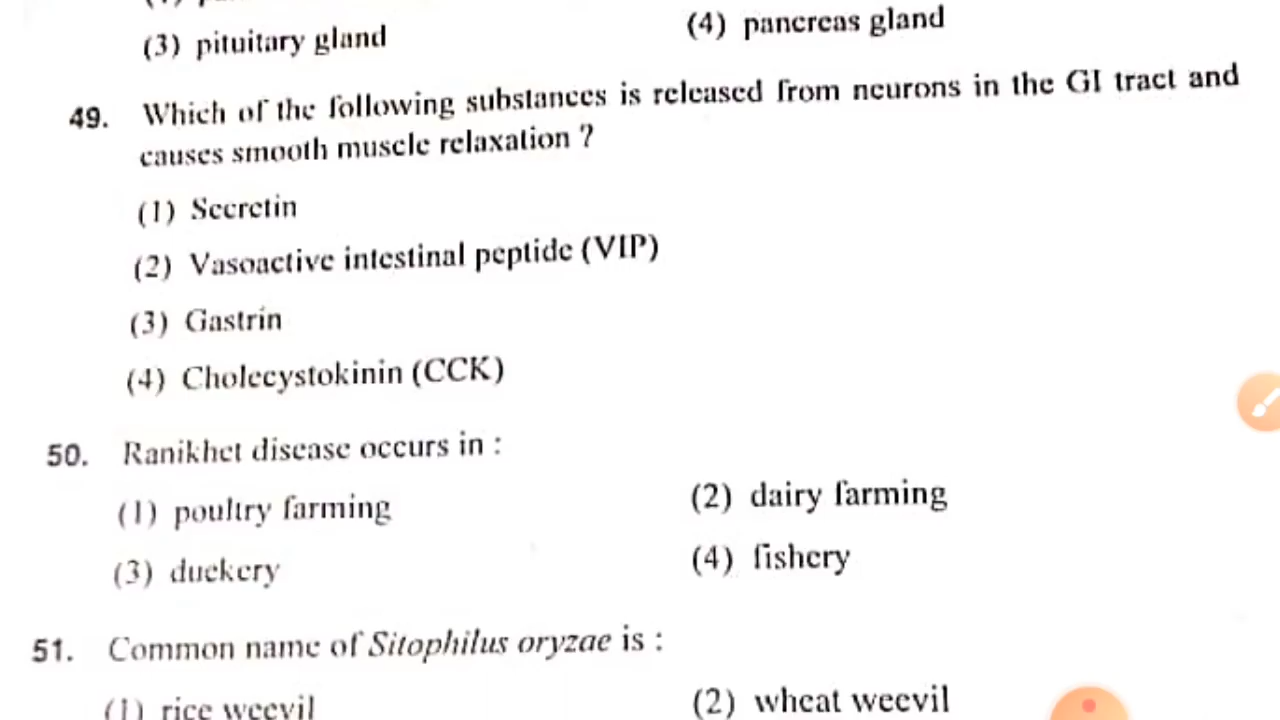 (3) pituitary gland (4) pancreas gland
49. Which of the following substances is released from neurons in the GI tract and
causes smooth muscle relaxation ?
(1) Secretin
(2) Vasoactive intestinal peptide (VIP)
(3) Gastrin
(4) Cholecystokinin (CCK)
50. Ranikhet disease occurs in :
(1) poultry farming (2) dairy farming
(3) duckery (4) fishery
51. Common name of Sitophilus oryzae is :
(1) rice weevil (2) wheat weevil